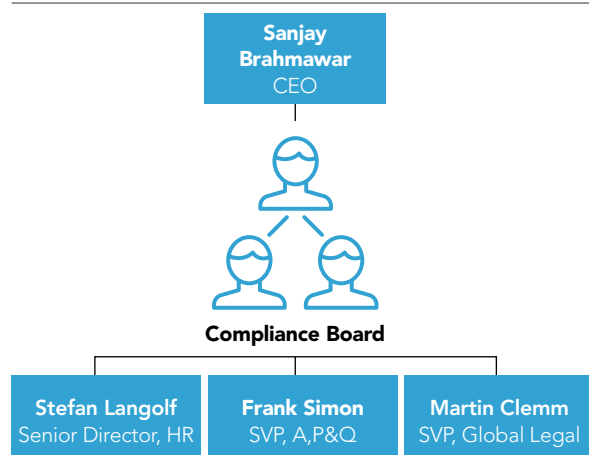 Sanjay
Brahmawar
CEO
Compliance Board
Stefan Langolf
Senior Director, HR
Frank Simon
SVP, A,P&Q
Martin Clemm
SVP, Global Legal